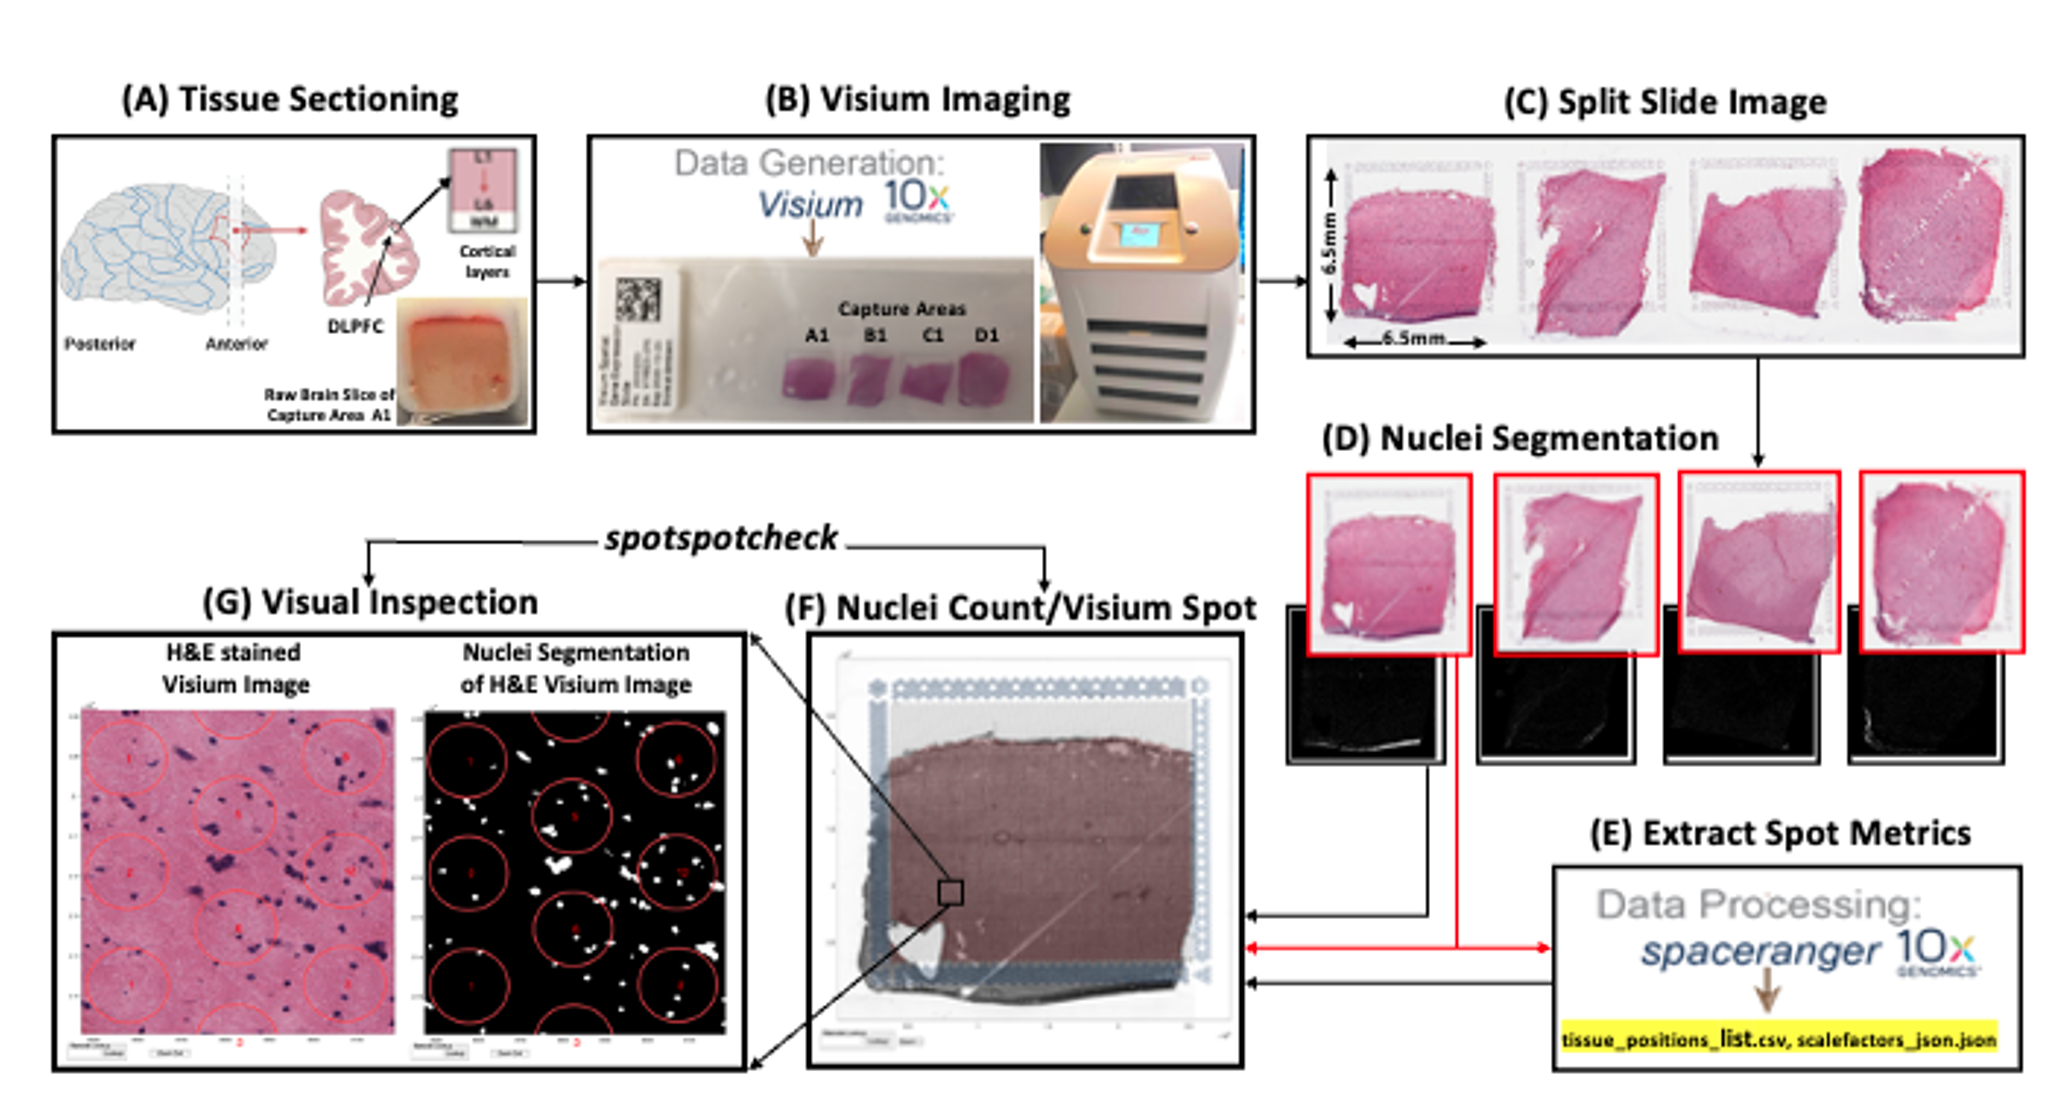 (A) Tissue Sectioning
L1
L6
WM
Cortical
layers
DLPFC
Posterior
Anterior
Raw Brain Slice of
Capture Area A1
(B) Visium Imaging
Data Generation:
Visium 10x
GENOMICS
Capture Areas
A1 B1 C1 D1
(C) Split Slide Image
6.5mm
6.5mm
(D) Nuclei Segmentation
(E) Extract Spot Metrics
Data Processing:
spaceranger 10x
GENOMICS
tissue_positions_list.csv, scalefactors_json.json
spotspotcheck
(F) Nuclei Count/Visium Spot
(G) Visual Inspection
H&E stained
Visium Image
Nuclei Segmentation
of H&E Visium Image